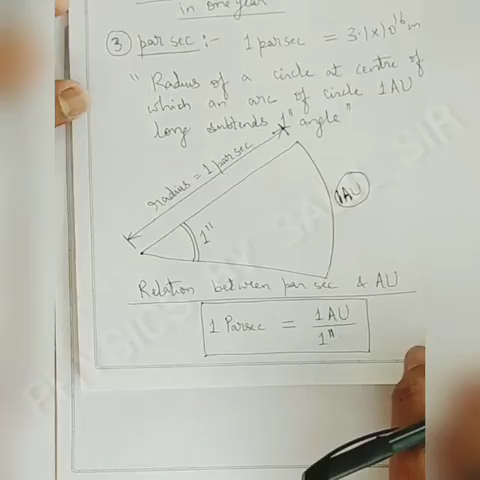 in one year
③ par sec :- 1 parsec = 3.1 × 10¹⁶ m
" Radius of a circle at centre of
which an arc of circle 1AU
long subtends 1" angle "
radius = 1 parsec
1"
1AU
Relation between par sec & AU
1 Parsec = 1AU / 1"